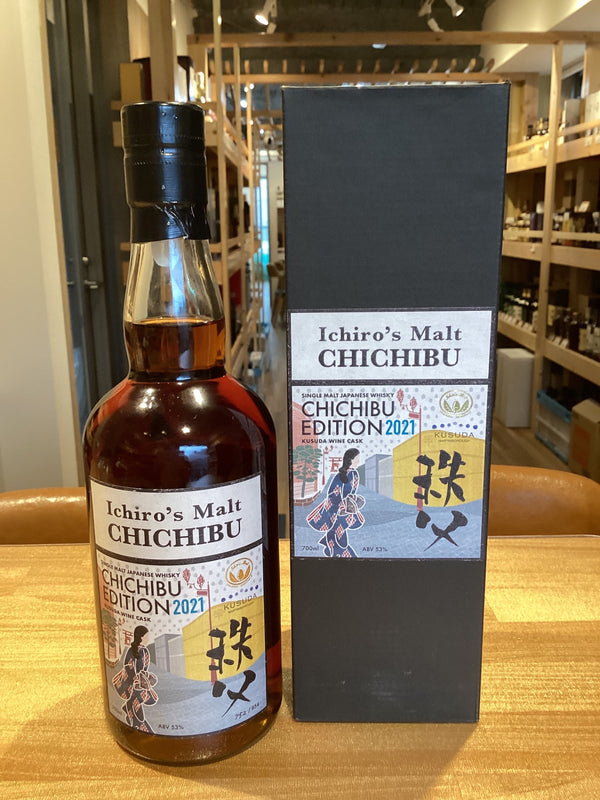 Ichiro's Malt
CHICHIBU
SINGLE MALT JAPANESE WHISKY
CHICHIBU
EDITION 2021
KUSUDA WINE CASK
KUSUDA
秩父
ABV 53%
Ichiro's Malt
CHICHIBU
SINGLE MALT JAPANESE WHISKY
CHICHIBU
EDITION 2021
KUSUDA WINE CASK
KUSUDA
秩父
700ml
ABV 53%